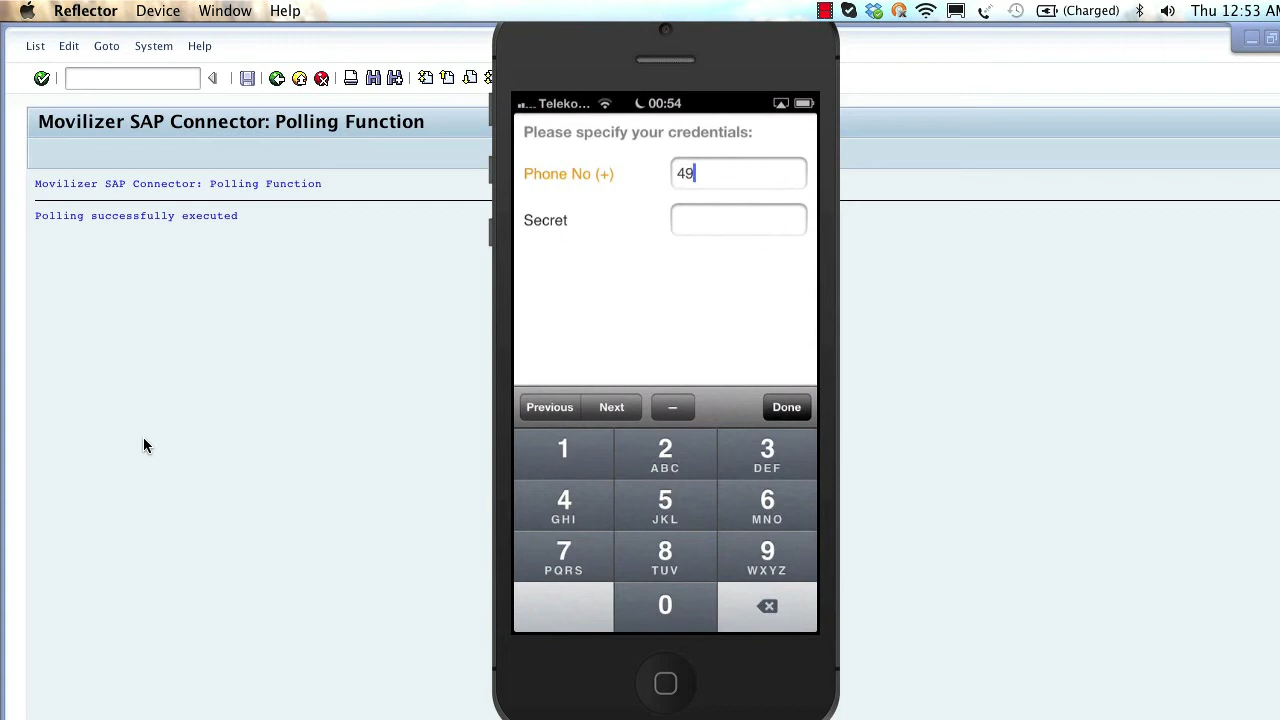 Reflector Device Window Help (Charged) Thu 12:53 AM
List Edit Goto System Help
Movilizer SAP Connector: Polling Function
Movilizer SAP Connector: Polling Function
Polling successfully executed
Teleko... 00:54
Please specify your credentials:
Phone No (+) 49
Secret
Previous Next – Done
1 2 3
ABC DEF
4 5 6
GHI JKL MNO
7 8 9
PQRS TUV WXYZ
0